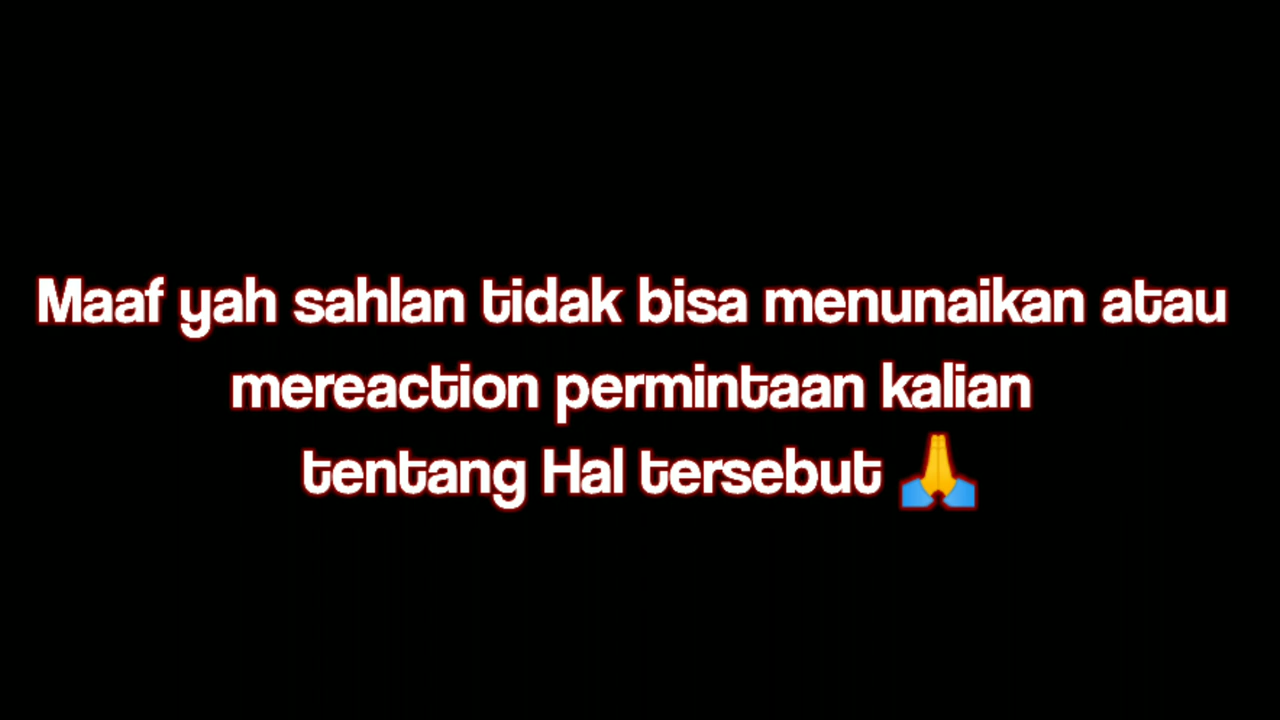 Maaf yah sahlan tidak bisa menunaikan atau
mereaction permintaan kalian
tentang Hal tersebut 🙏